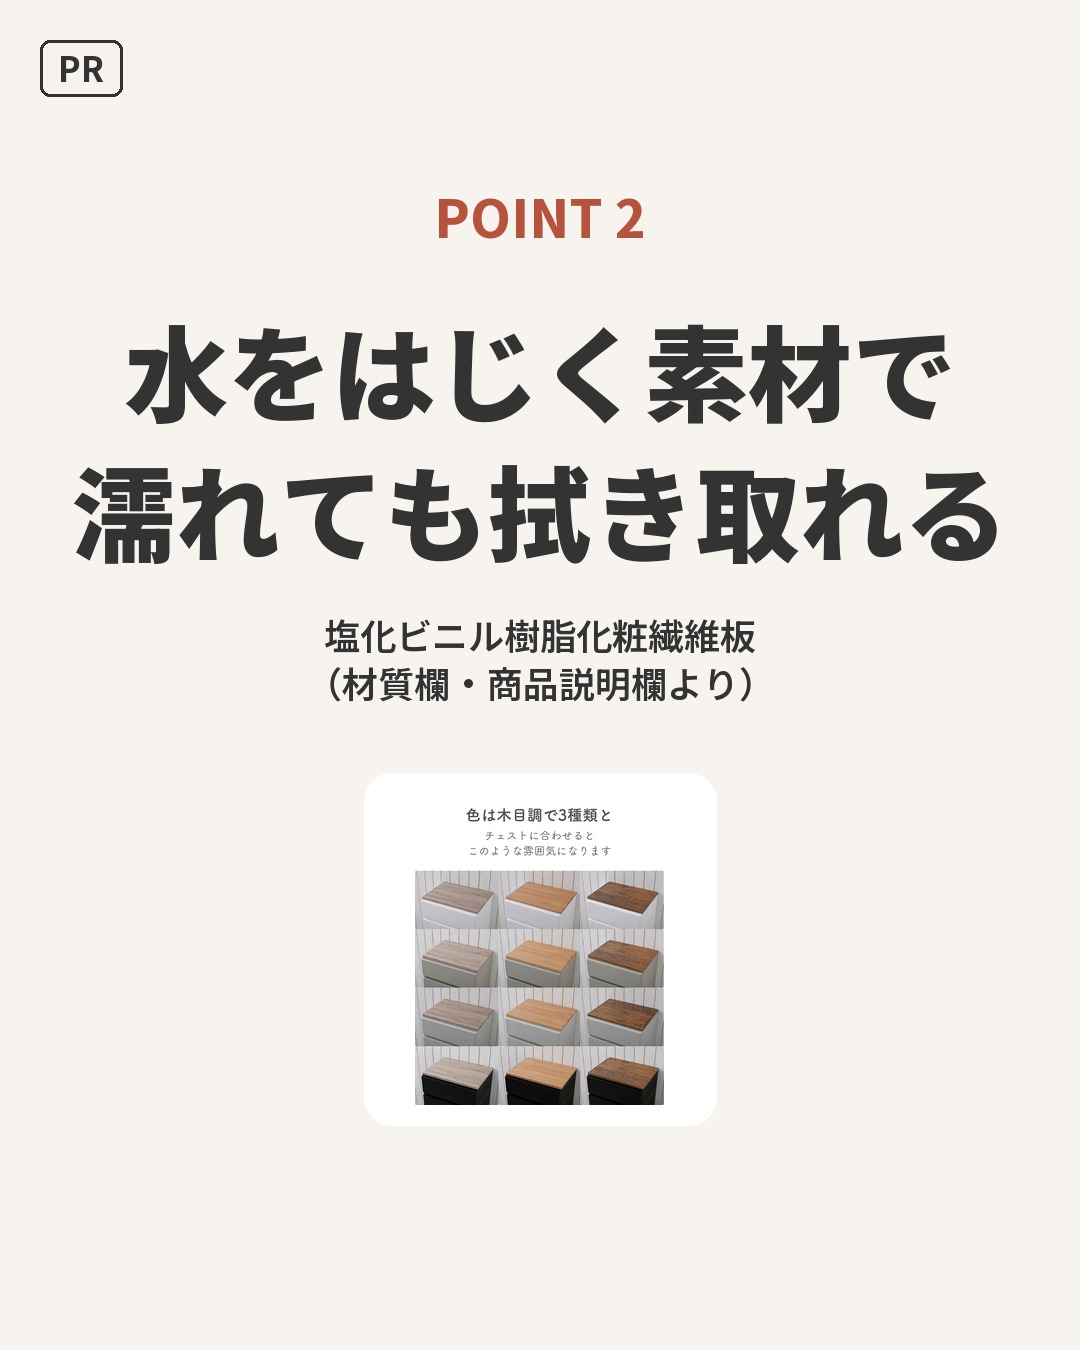 PR
POINT 2
水をはじく素材で
濡れても拭き取れる
塩化ビニル樹脂化粧繊維板
（材質欄・商品説明欄より）
色は木目調で3種類と
チェストに合わせると
このような雰囲気になります